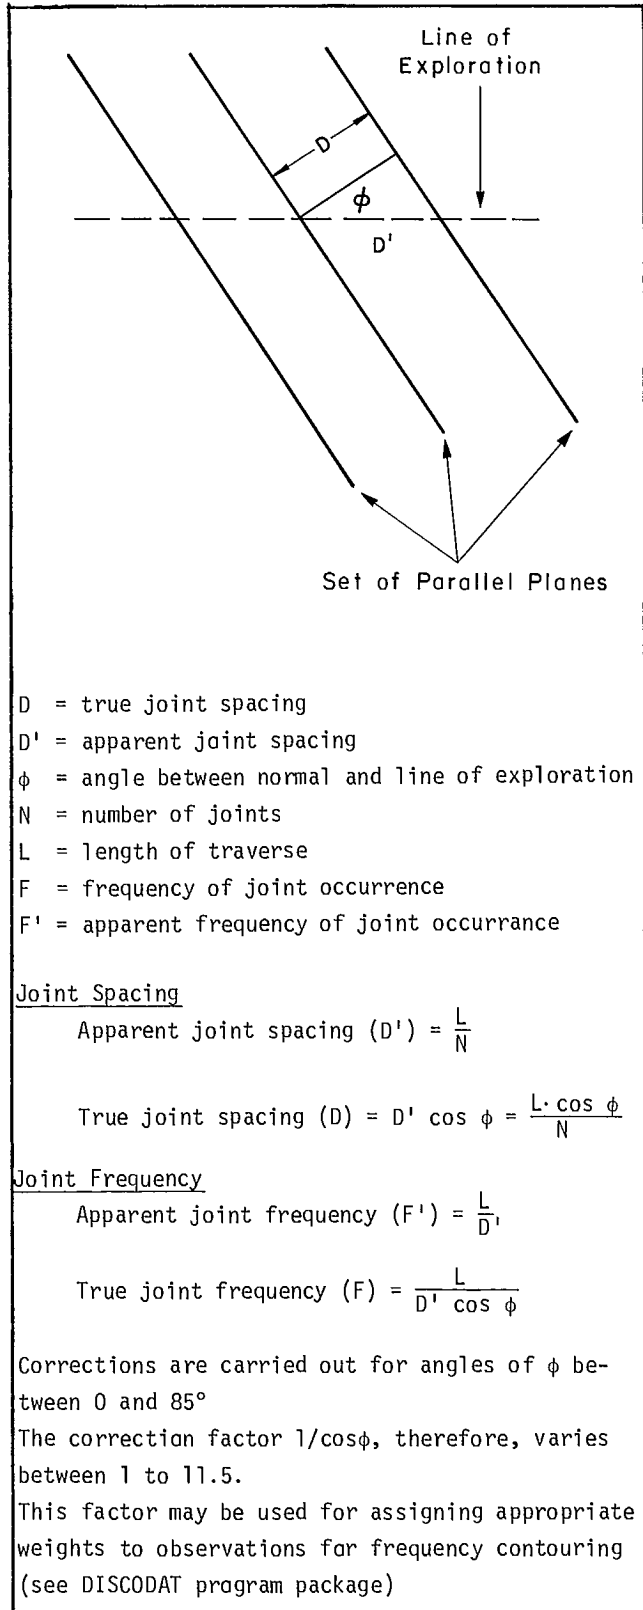 Line of
Exploration
D
ϕ
D'
Set of Parallel Planes
D = true joint spacing
D' = apparent joint spacing
ϕ = angle between normal and line of exploration
N = number of joints
L = length of traverse
F = frequency of joint occurrence
F' = apparent frequency of joint occurrance
Joint Spacing
Apparent joint spacing (D') = L/N
True joint spacing (D) = D' cos ϕ = L· cos ϕ/N
Joint Frequency
Apparent joint frequency (F') = L/D'
True joint frequency (F) = L/D' cos ϕ
Corrections are carried out for angles of ϕ be-
tween 0 and 85°
The correction factor 1/cosϕ, therefore, varies
between 1 to 11.5.
This factor may be used for assigning appropriate
weights to observations for frequency contouring
(see DISCODAT program package)